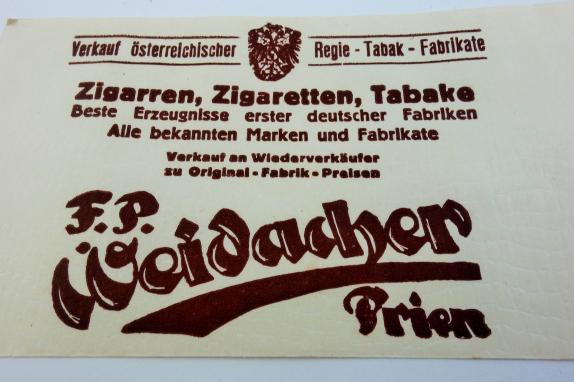 Verkauf österreichischer Regie - Tabak - Fabrikate
Zigarren, Zigaretten, Tabake
Beste Erzeugnisse erster deutscher Fabriken
Alle bekannten Marken und Fabrikate
Verkauf an Wiederverkäufer
zu Original - Fabrik - Preisen
F. P.
Weidacher
Prien